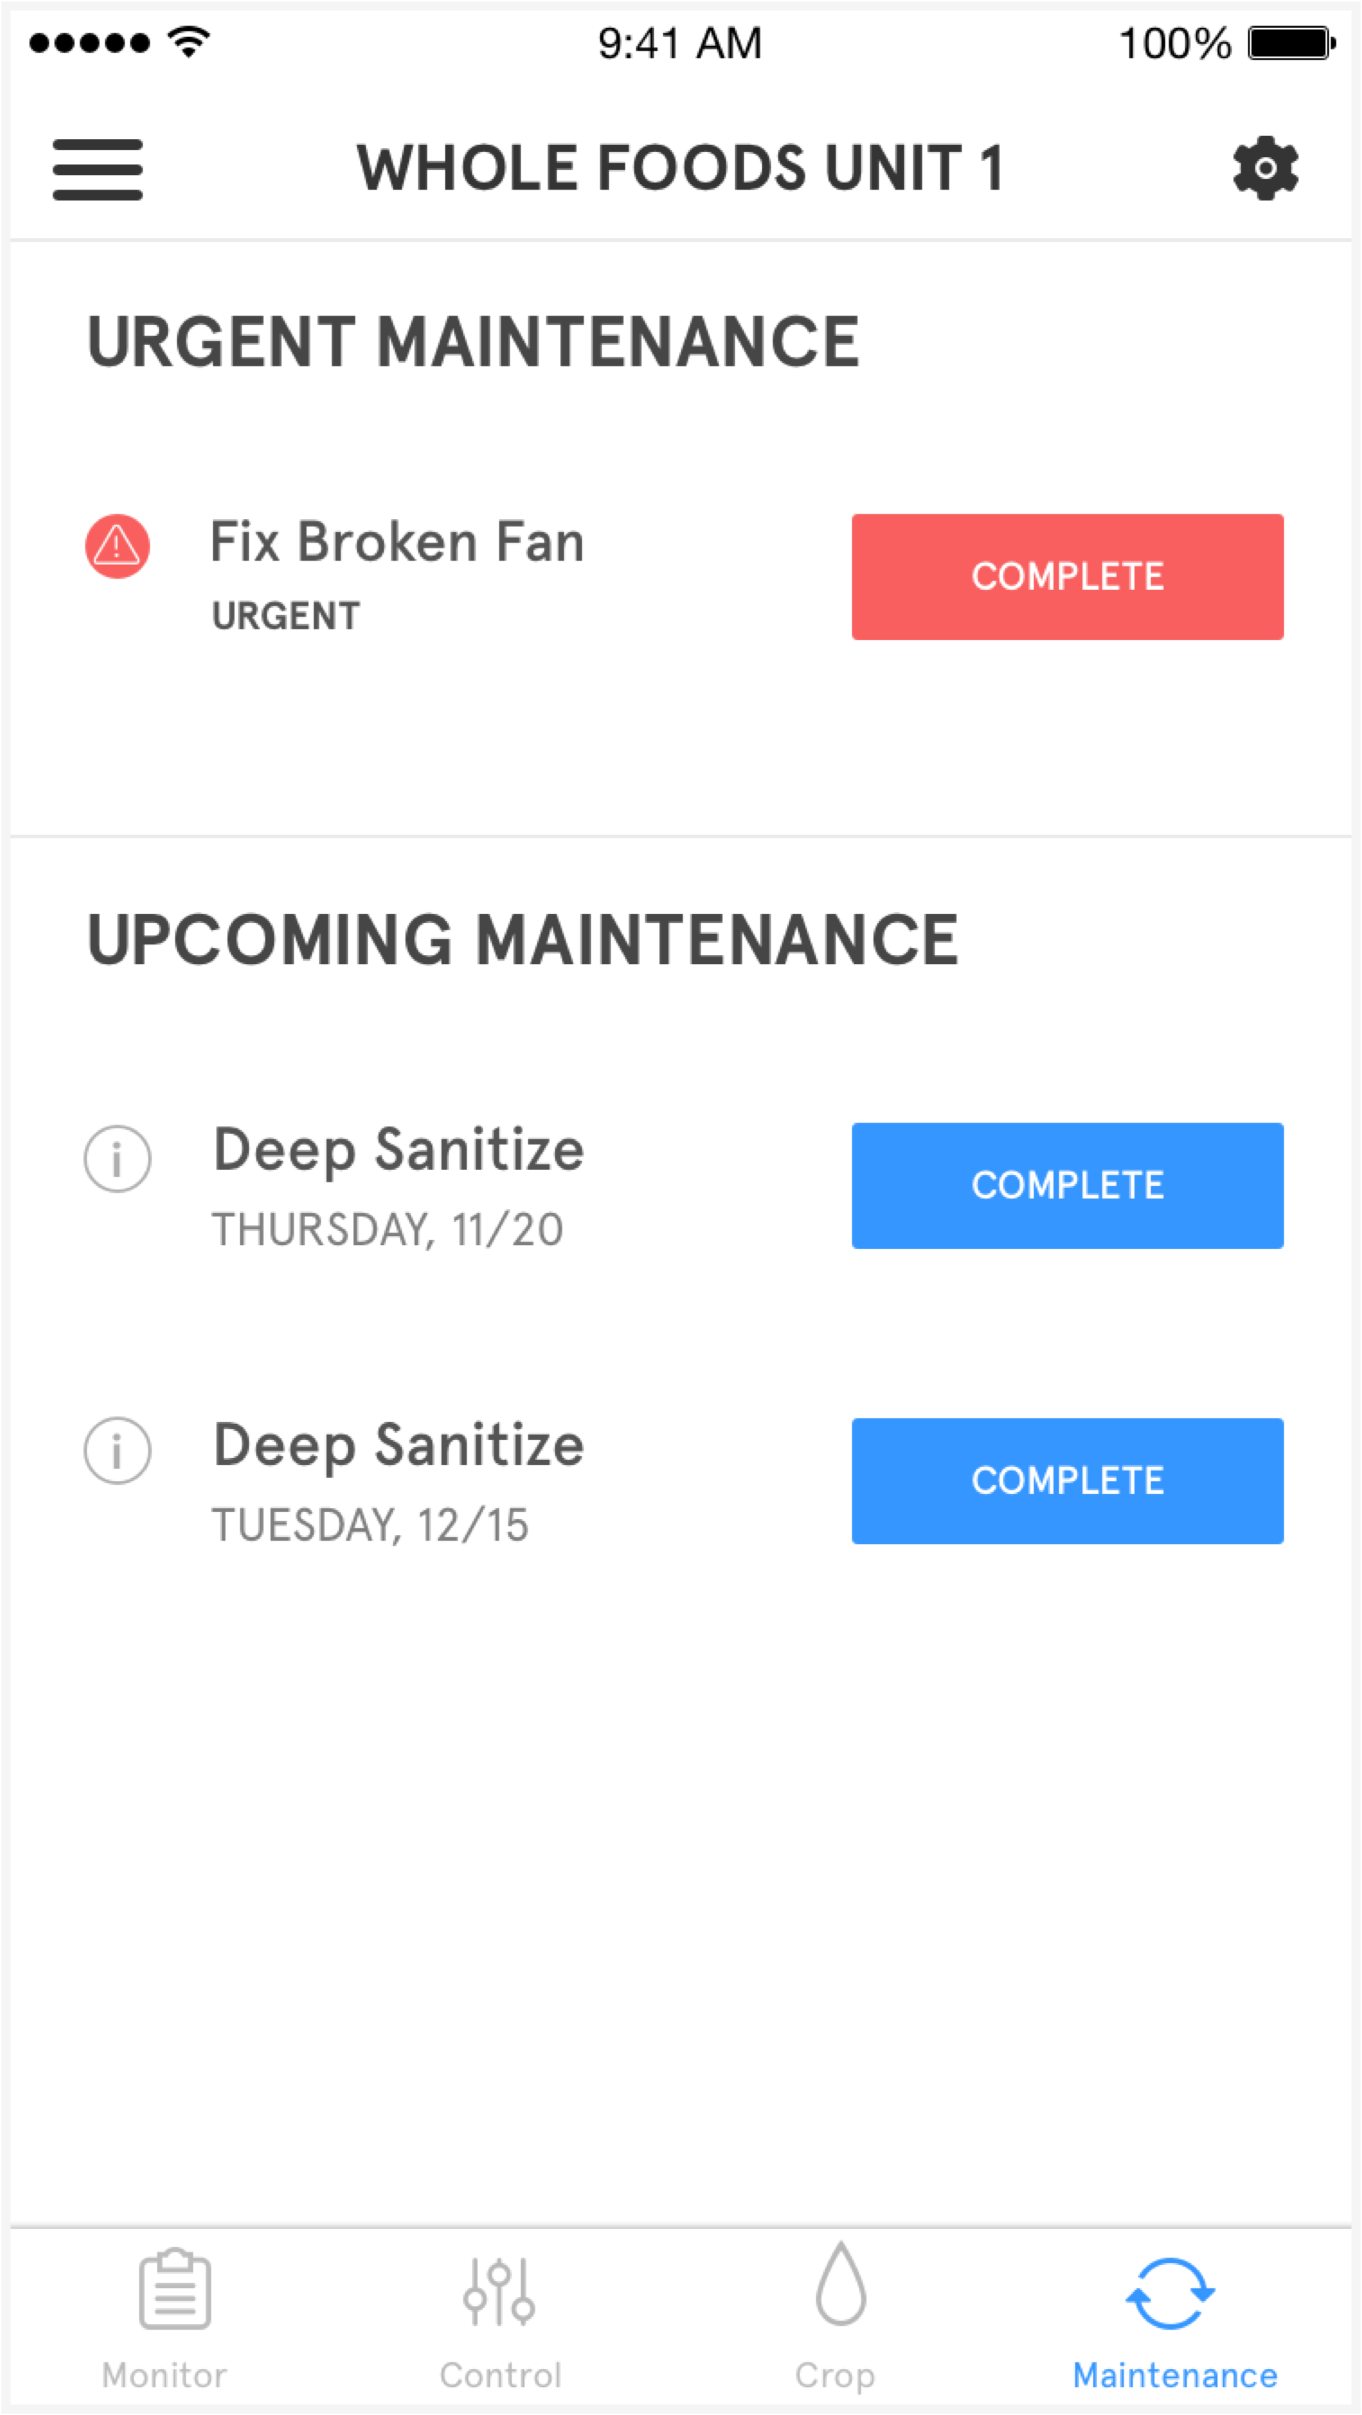 9:41 AM
100%
WHOLE FOODS UNIT 1
URGENT MAINTENANCE
Fix Broken Fan
URGENT
COMPLETE
UPCOMING MAINTENANCE
Deep Sanitize
THURSDAY, 11/20
COMPLETE
Deep Sanitize
TUESDAY, 12/15
COMPLETE
Monitor
Control
Crop
Maintenance